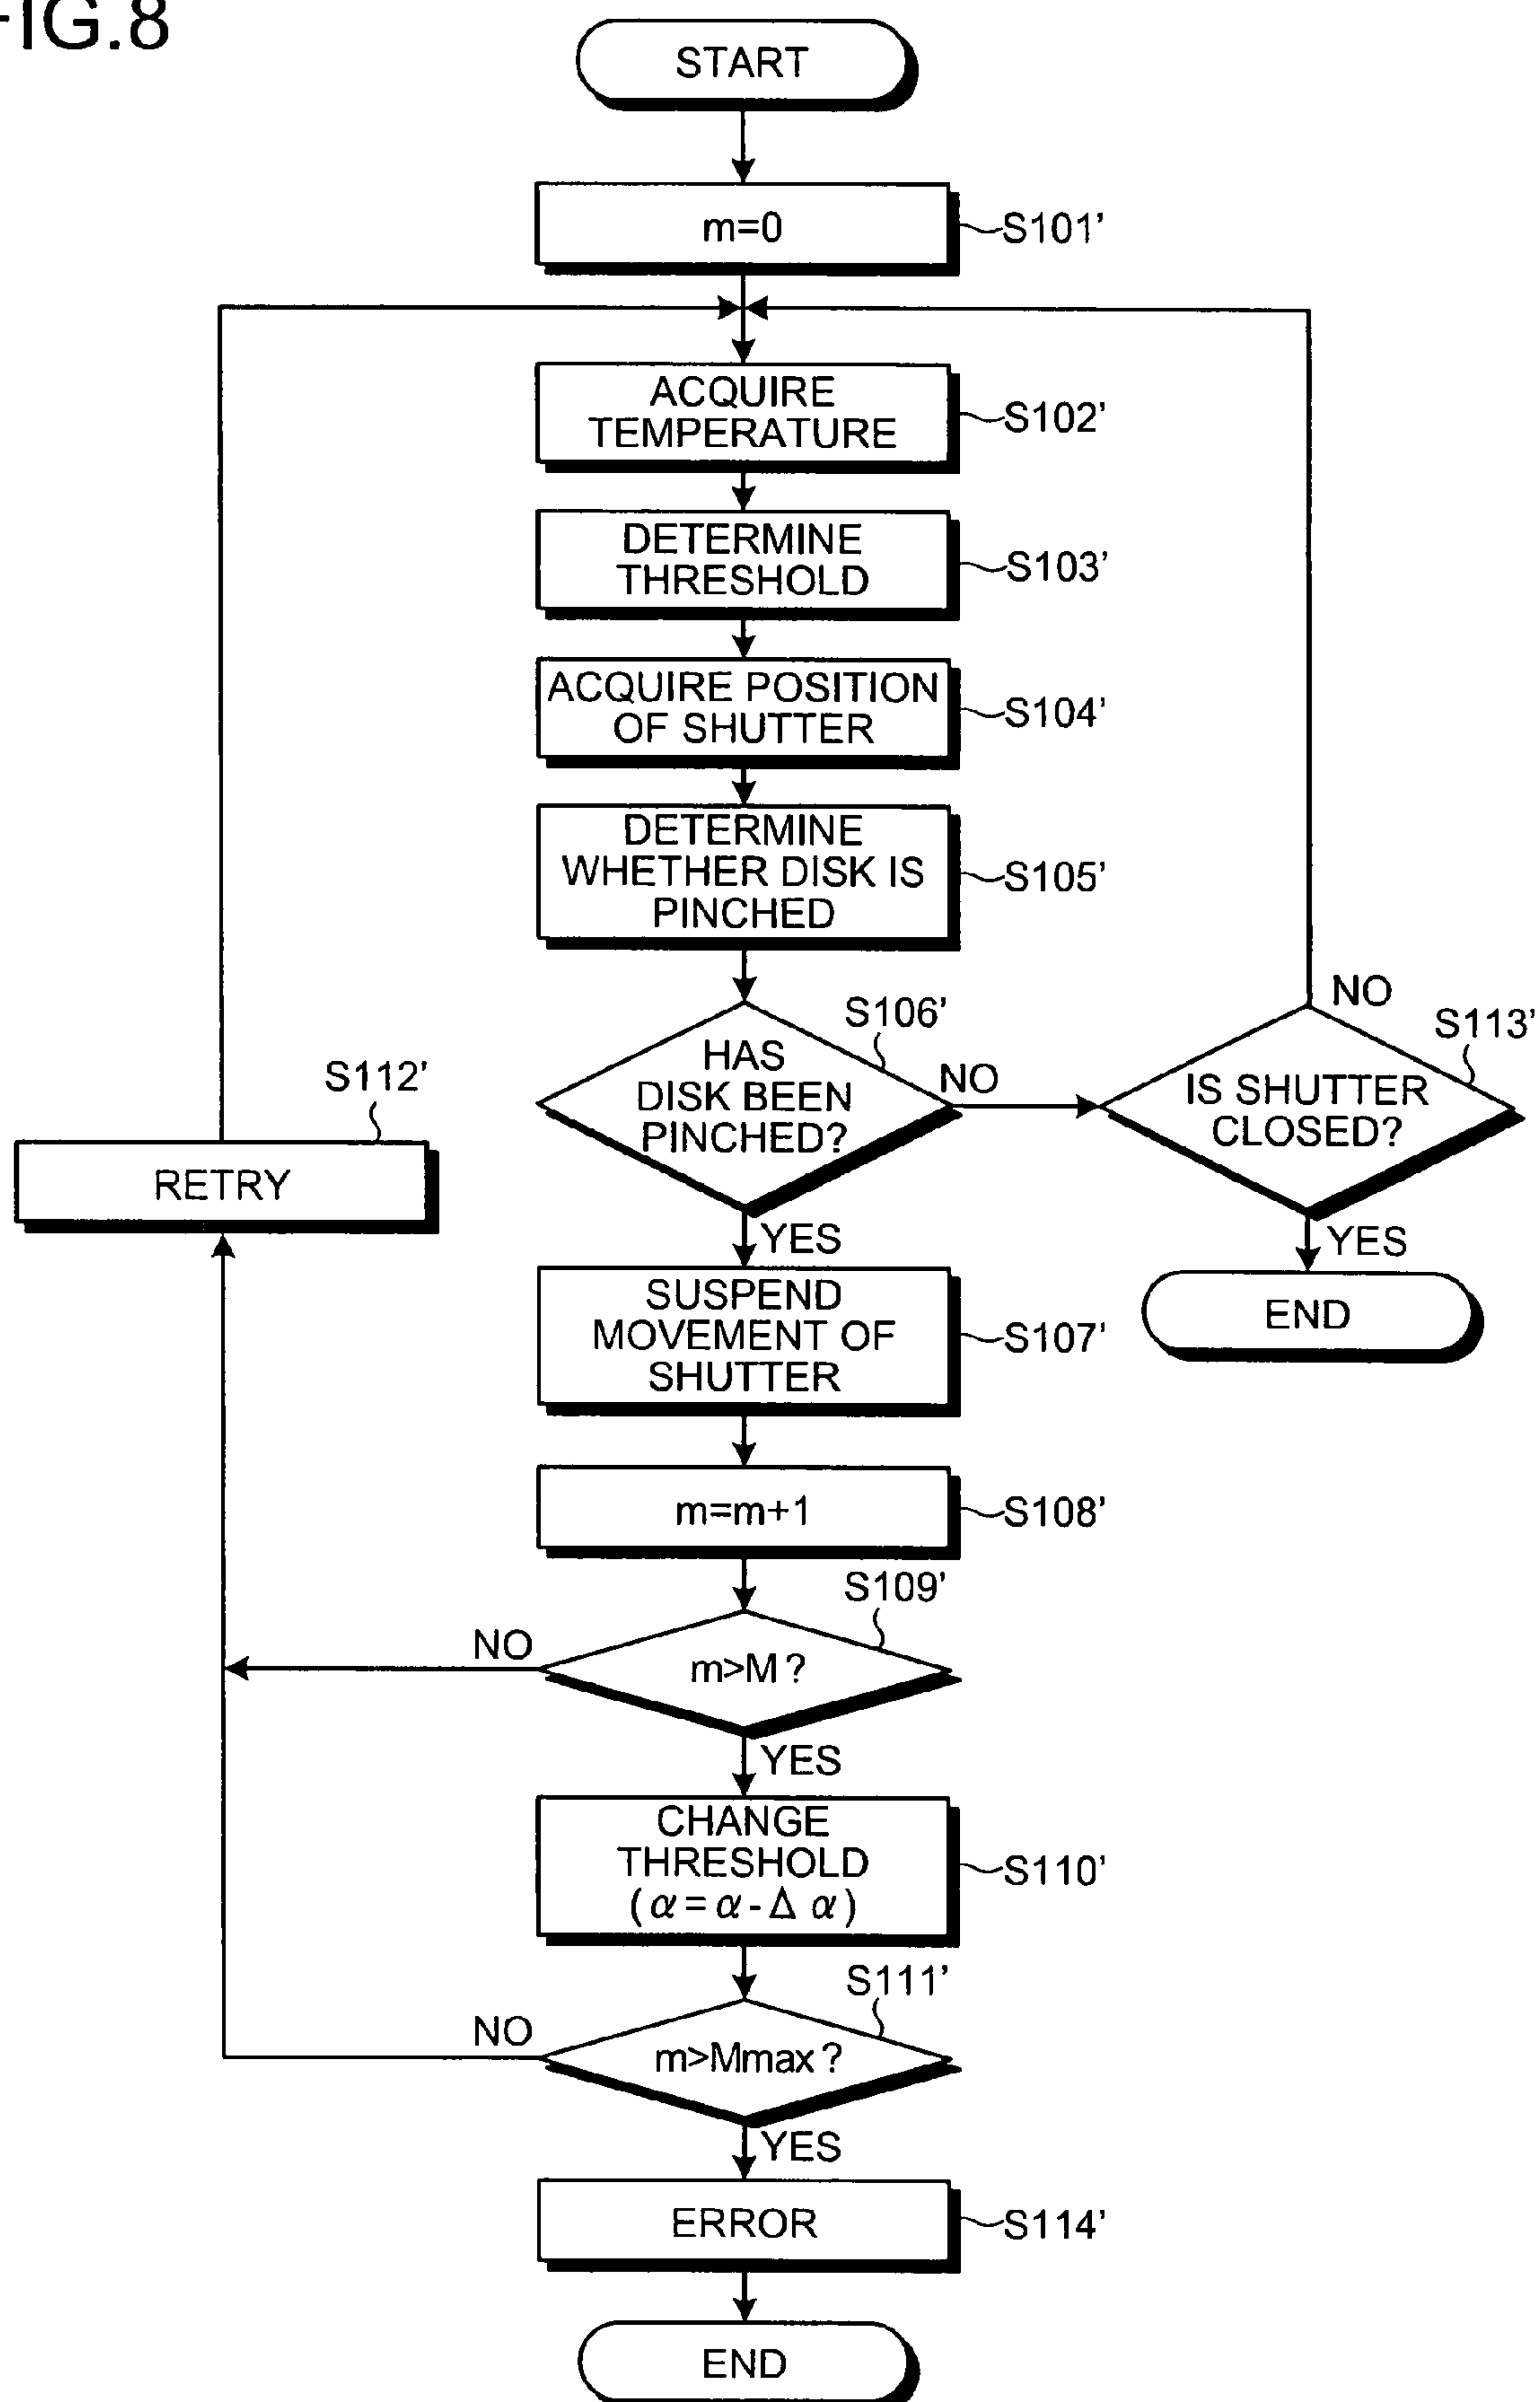 FIG.8
START
m=0
S101’
ACQUIRE
TEMPERATURE
S102’
DETERMINE
THRESHOLD
S103’
ACQUIRE POSITION
OF SHUTTER
S104’
DETERMINE
WHETHER DISK IS
PINCHED
S105’
S106’
HAS
DISK BEEN
PINCHED?
NO
NO
S113’
IS SHUTTER
CLOSED?
YES
END
S112’
RETRY
YES
SUSPEND
MOVEMENT OF
SHUTTER
S107’
m=m+1
S108’
S109’
NO
m>M?
YES
CHANGE
THRESHOLD
(α=α-Δ α)
S110’
S111’
NO
m>Mmax?
YES
ERROR
S114’
END